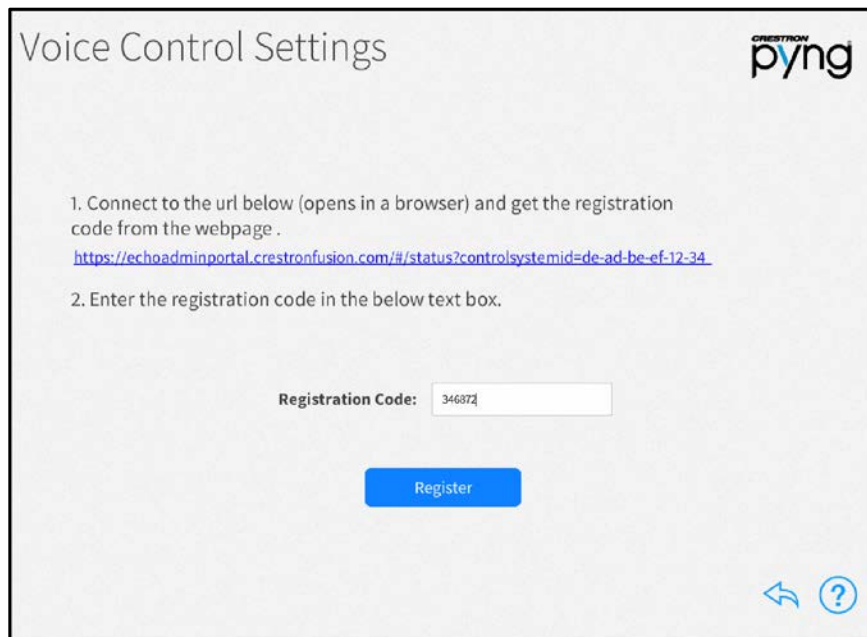 Voice Control Settings
CRESTRON
pyng
1. Connect to the url below (opens in a browser) and get the registration
code from the webpage .
https://echoadminportal.crestronfusion.com/#/status?controlsystemid=de-ad-be-ef-12-34
2. Enter the registration code in the below text box.
Registration Code: 346872
Register
?